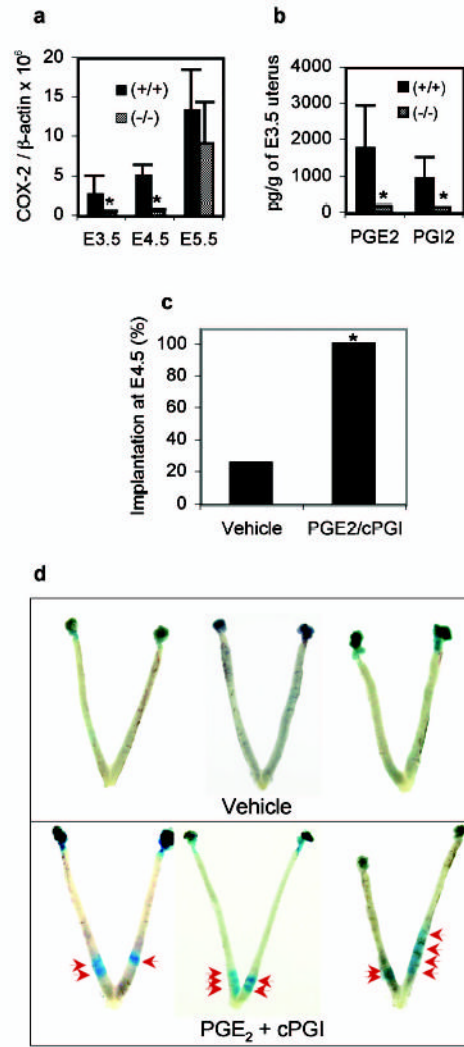 a
COX-2 / β-actin x 10⁶
20
15
10
5
0
(+/+)
(-/-)
*
*
E3.5 E4.5 E5.5
b
pg/g of E3.5 uterus
4000
3000
2000
1000
0
(+/+)
(-/-)
*
*
PGE2 PGI2
c
Implantation at E4.5 (%)
100
80
60
40
20
0
*
Vehicle PGE2/cPGI
d
Vehicle
PGE₂ + cPGI